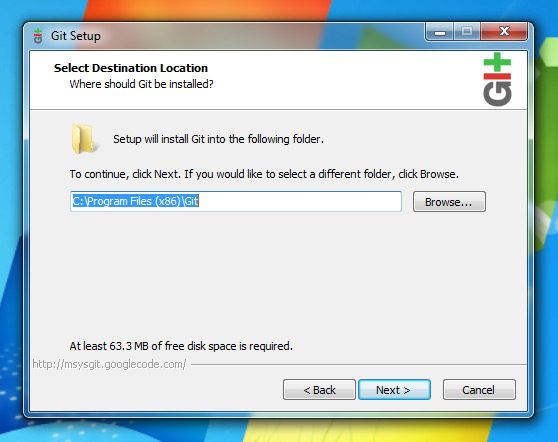 Git Setup
Select Destination Location
Where should Git be installed?
Git
Setup will install Git into the following folder.
To continue, click Next. If you would like to select a different folder, click Browse.
C:\Program Files (x86)\Git
Browse...
At least 63.3 MB of free disk space is required.
http://msysgit.googlecode.com/
< Back
Next >
Cancel